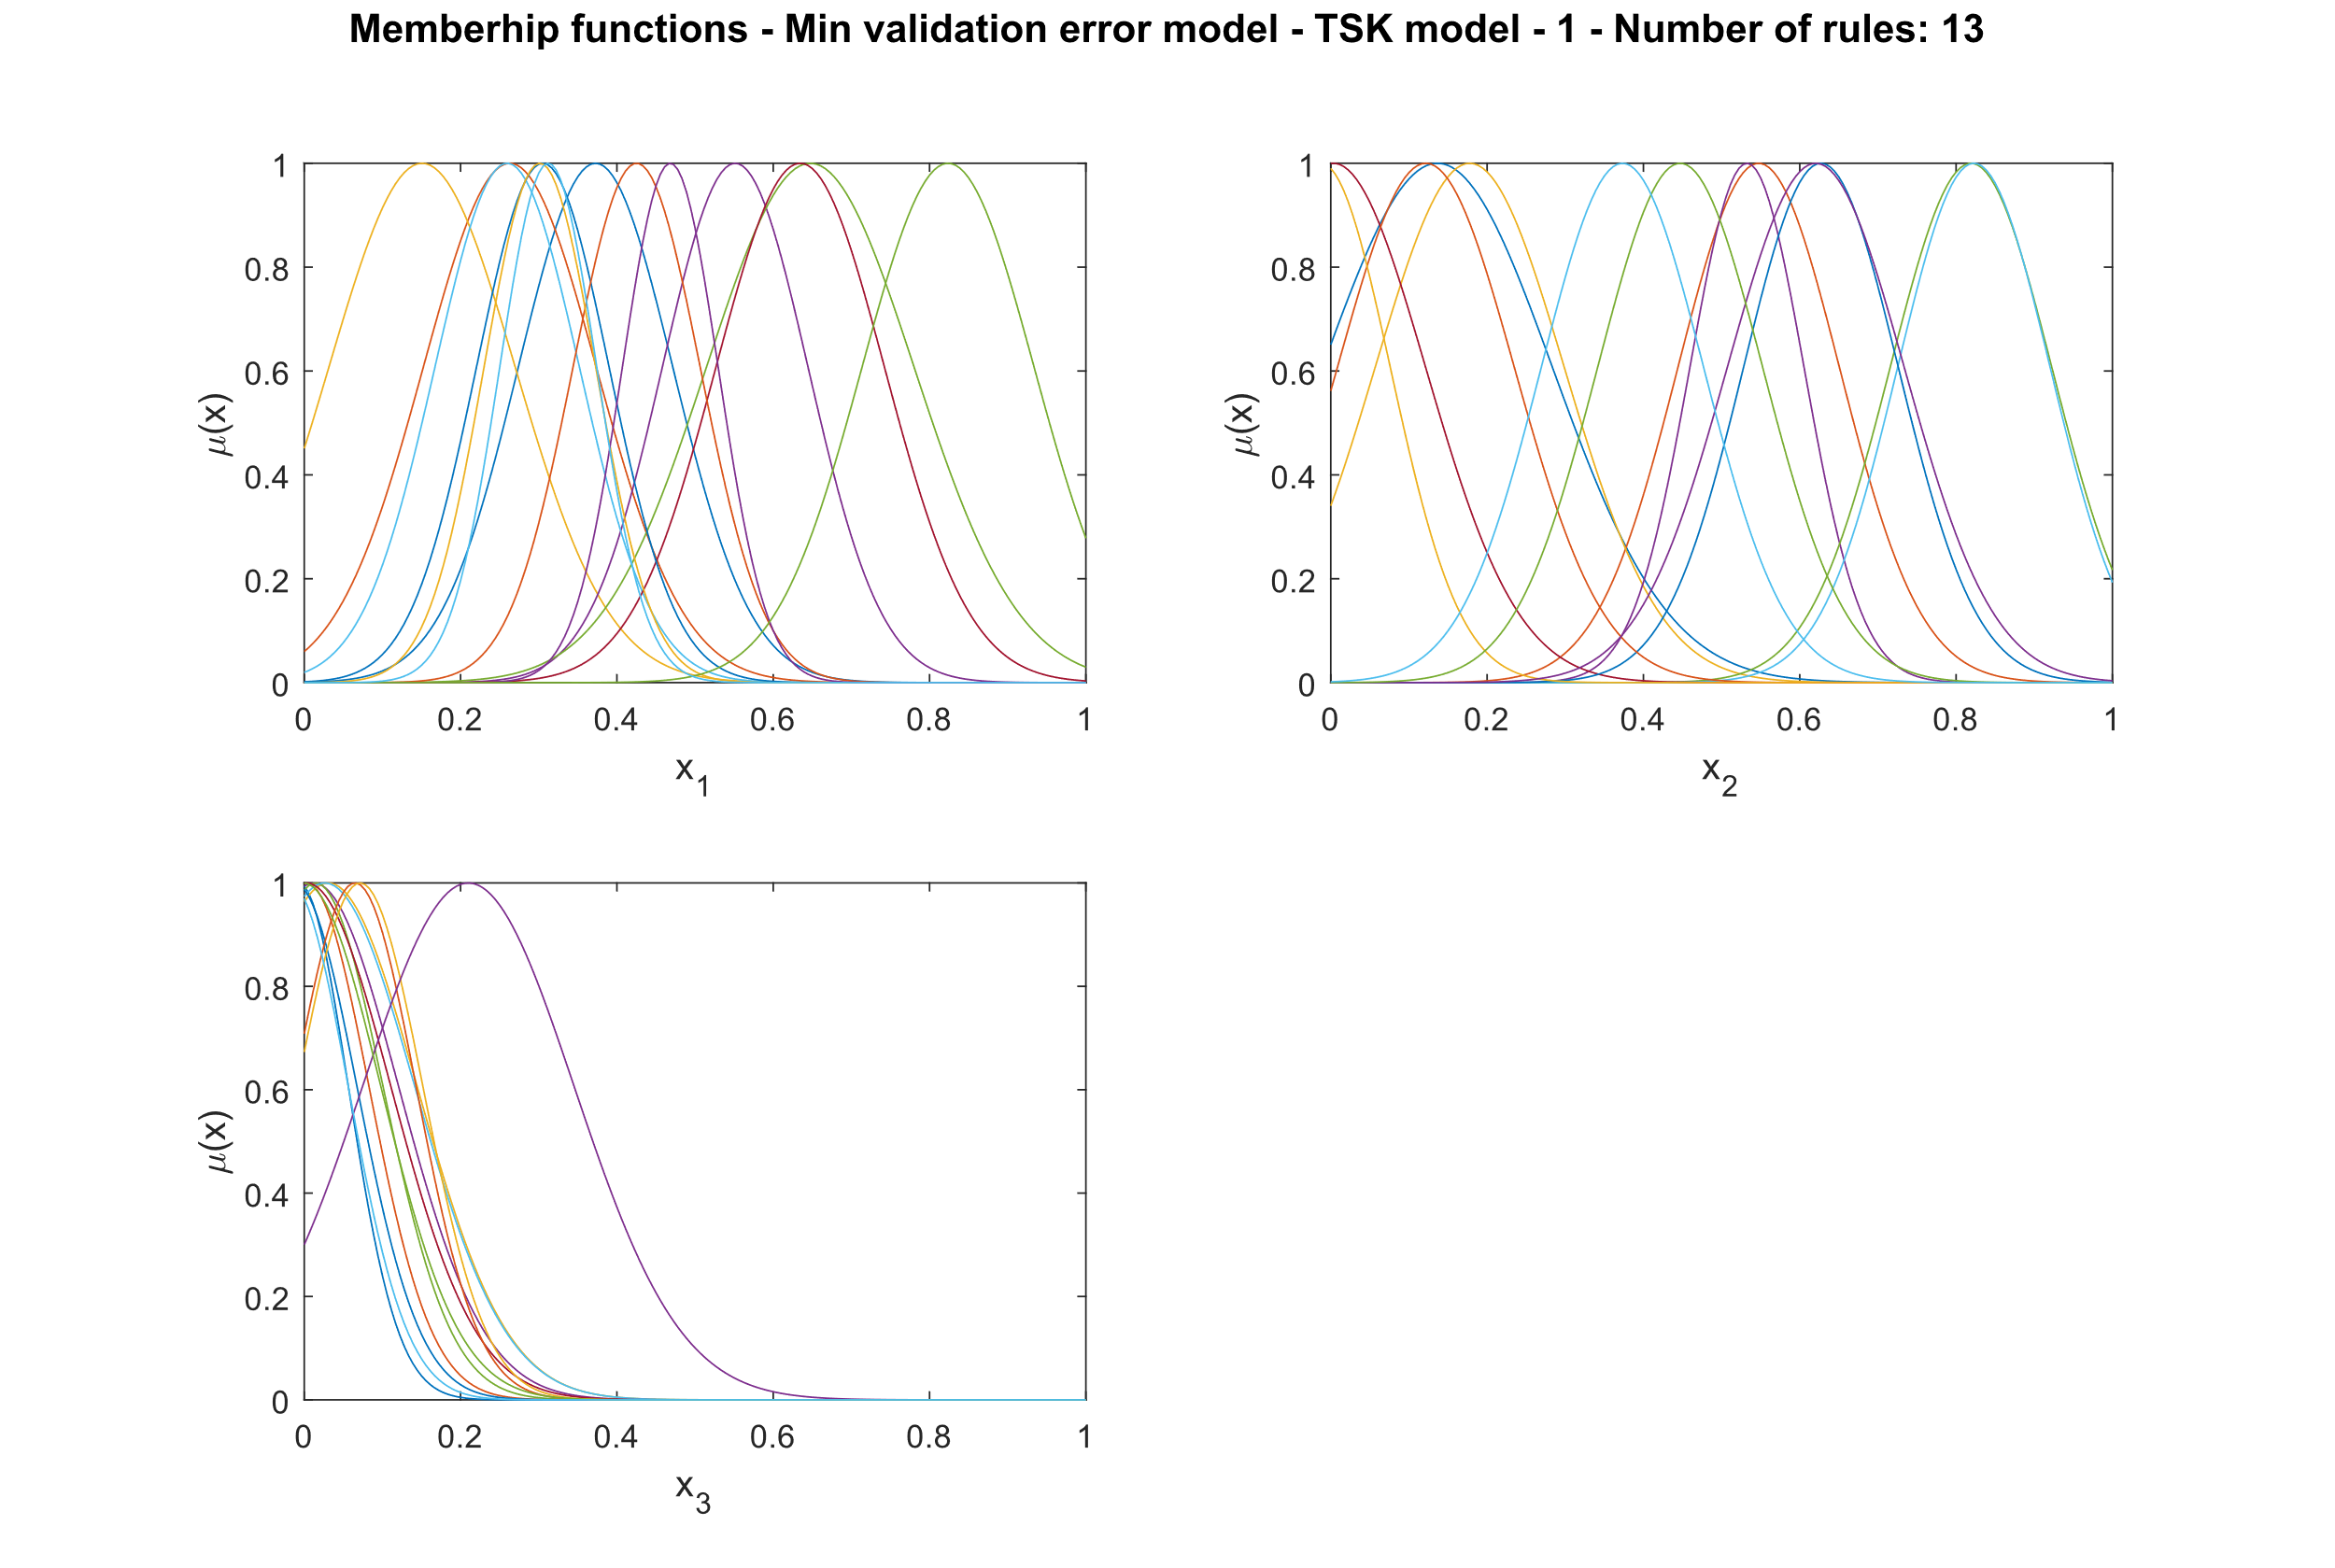 Memberhip functions - Min validation error model - TSK model - 1 - Number of rules: 13
1
0.8
0.6
0.4
0.2
0
μ(x)
0 0.2 0.4 0.6 0.8 1
x1
1
0.8
0.6
0.4
0.2
0
μ(x)
0 0.2 0.4 0.6 0.8 1
x2
1
0.8
0.6
0.4
0.2
0
μ(x)
0 0.2 0.4 0.6 0.8 1
x3